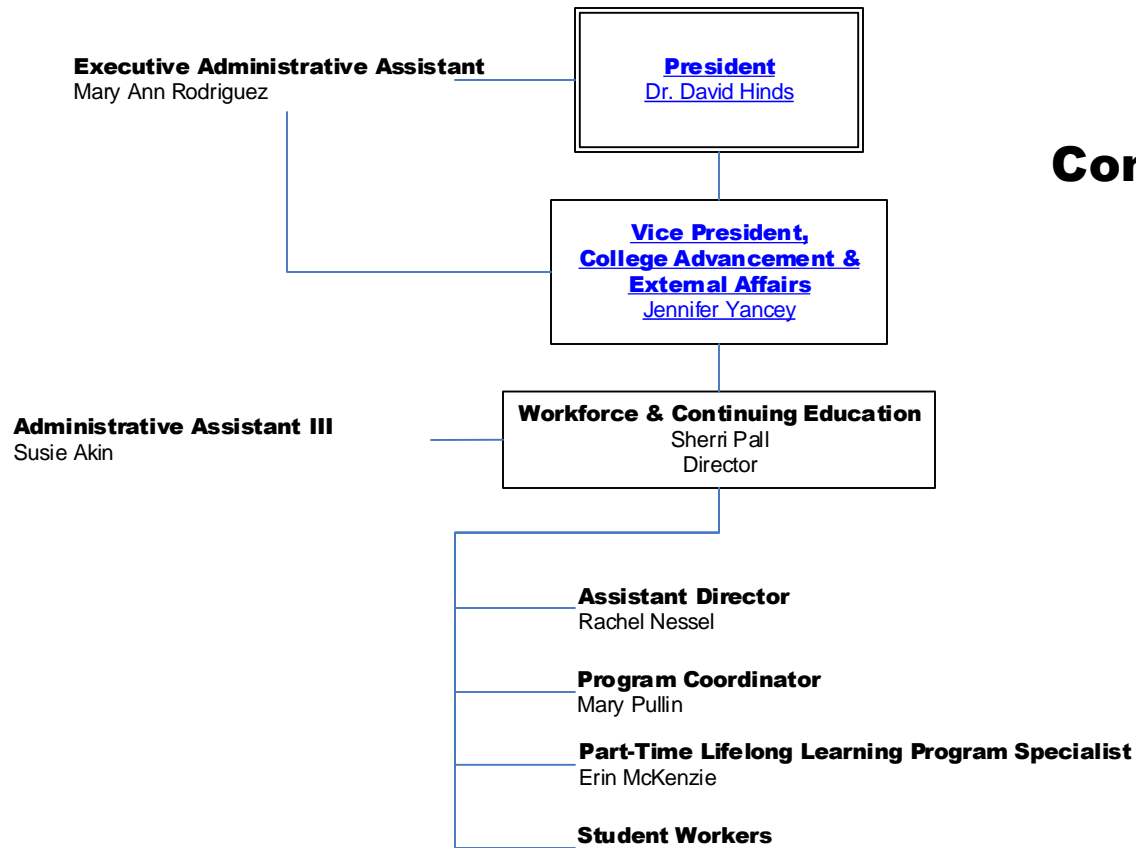 Executive Administrative Assistant
Mary Ann Rodriguez
President
Dr. David Hinds
Vice President,
College Advancement &
External Affairs
Jennifer Yancey
Administrative Assistant III
Susie Akin
Workforce & Continuing Education
Sherri Pall
Director
Assistant Director
Rachel Nessel
Program Coordinator
Mary Pullin
Part-Time Lifelong Learning Program Specialist
Erin McKenzie
Student Workers